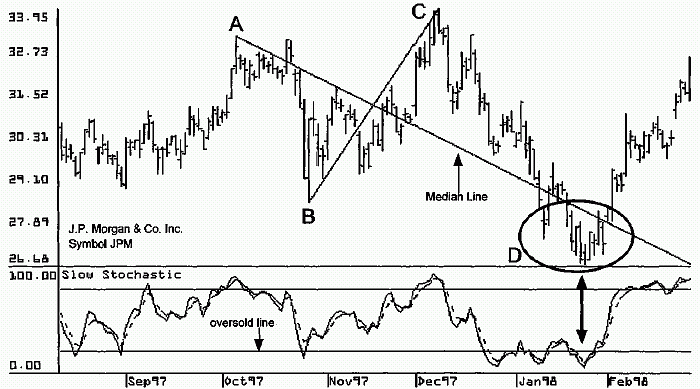 33.95
32.73
31.52
30.31
29.10
27.89
26.68
A
C
B
D
Median Line
J.P. Morgan & Co. Inc.
Symbol JPM
100.00 Slow Stochastic
oversold line
0.00
Sep97 Oct97 Nov97 Dec97 Jan98 Feb98